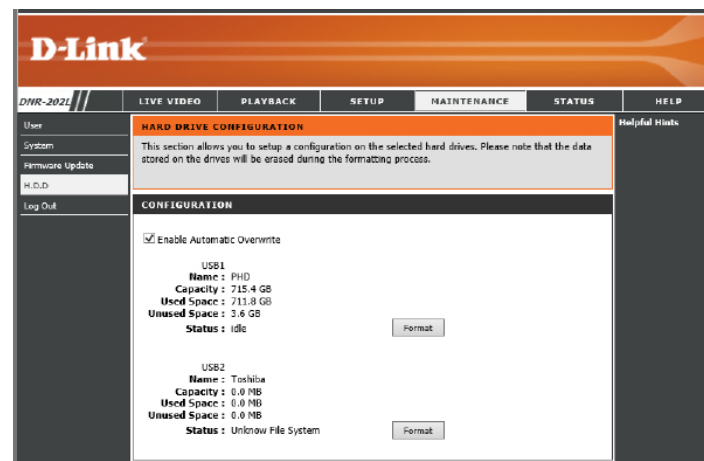 D-Link
DNR-202L
LIVE VIDEO
PLAYBACK
SETUP
MAINTENANCE
STATUS
HELP
User
System
Firmware Update
H.D.D
Log Out
HARD DRIVE CONFIGURATION
This section allows you to setup a configuration on the selected hard drives. Please note that the data
stored on the drives will be erased during the formatting process.
Helpful Hints
CONFIGURATION
Enable Automatic Overwrite
USB1
Name : PHD
Capacity : 715.4 GB
Used Space : 711.8 GB
Unused Space : 3.6 GB
Status : idle
Format
USB2
Name : Toshiba
Capacity : 0.0 MB
Used Space : 0.0 MB
Unused Space : 0.0 MB
Status : Unknow File System
Format